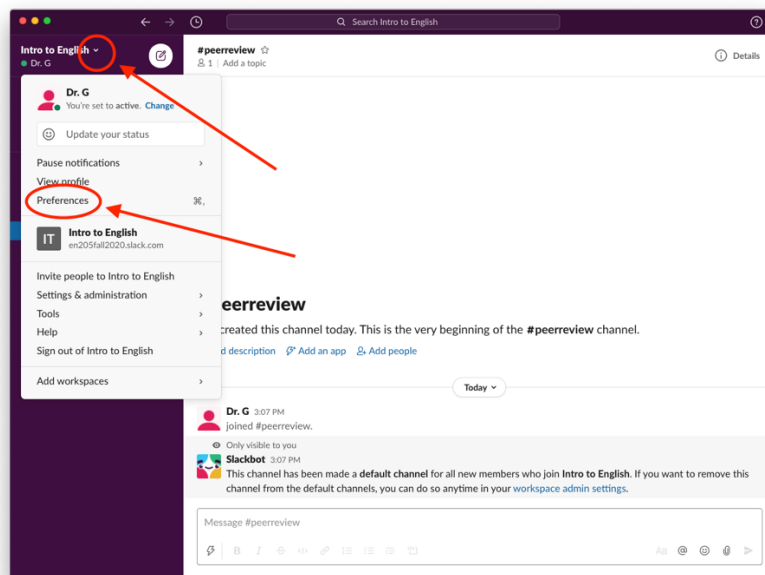 Search Intro to English
Intro to English
Dr. G
#peerreview
1 | Add a topic
Details
Dr. G
You're set to active. Change
Update your status
Pause notifications
View profile
Preferences
⌘,
IT
Intro to English
en205fall2020.slack.com
Invite people to Intro to English
Settings & administration
Tools
Help
Sign out of Intro to English
Add workspaces
eerreview
created this channel today. This is the very beginning of the #peerreview channel.
d description Add an app Add people
Today
Dr. G 3:07 PM
joined #peerreview.
Only visible to you
Slackbot 3:07 PM
This channel has been made a default channel for all new members who join Intro to English. If you want to remove this
channel from the default channels, you can do so anytime in your workspace admin settings.
Message #peerreview
B I S </>
Aa @